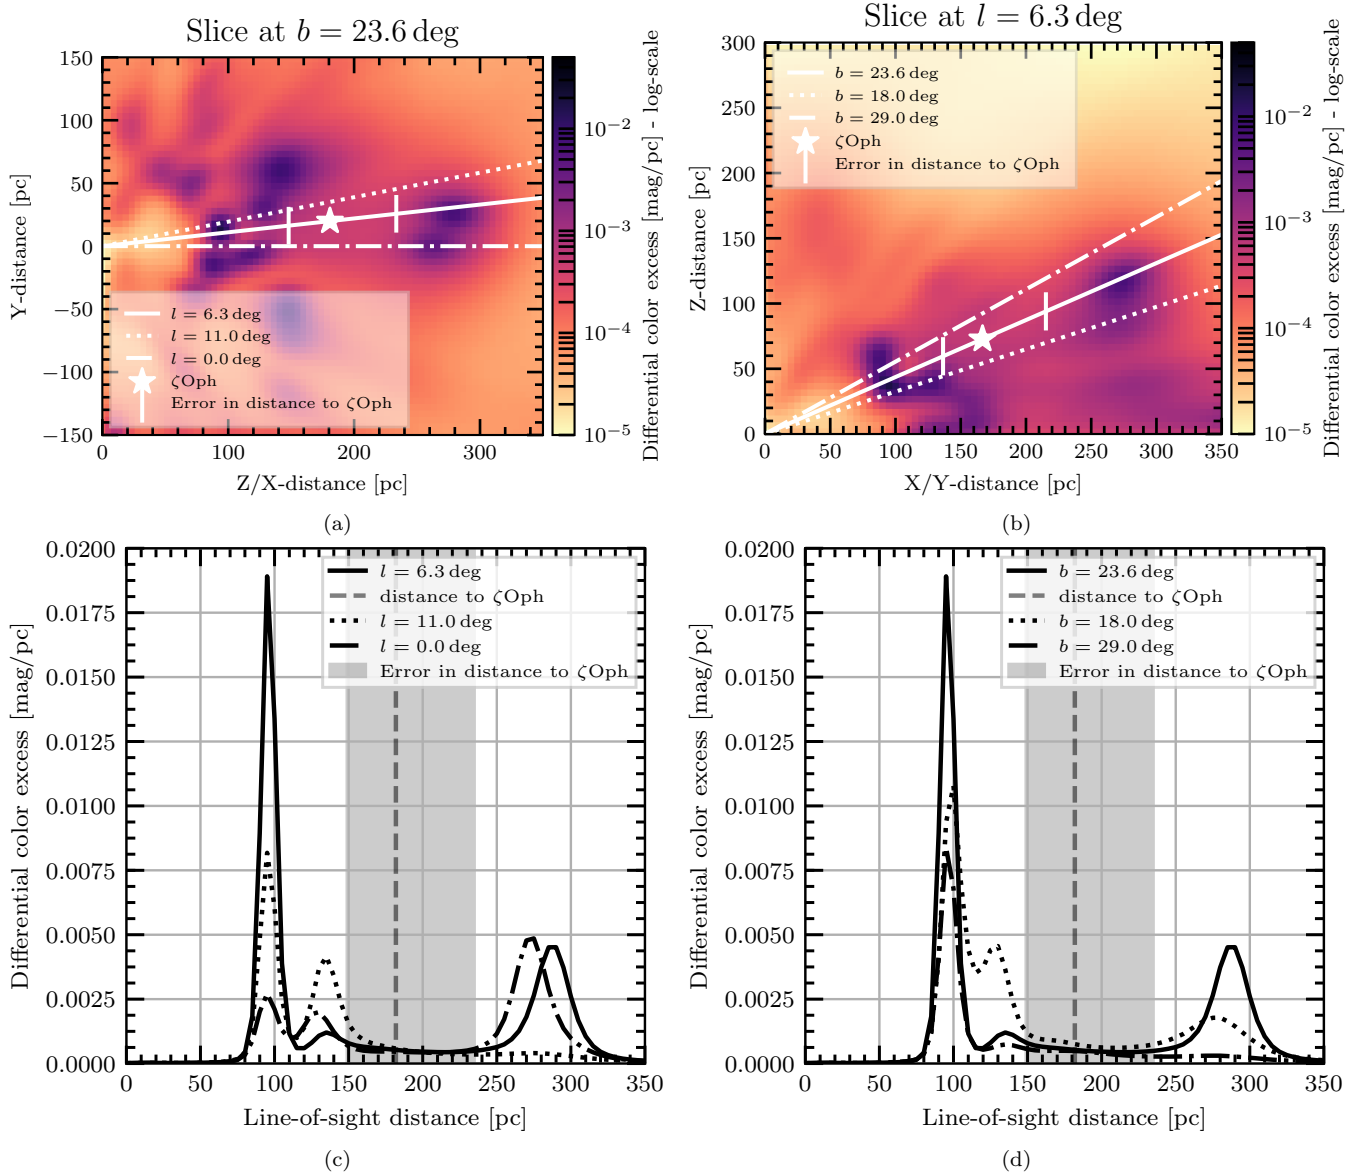 Slice at b = 23.6 deg
150
100
50
0
−50
−100
−150
Y-distance [pc]
l = 6.3 deg
l = 11.0 deg
l = 0.0 deg
ζOph
Error in distance to ζOph
0
100
200
300
Z/X-distance [pc]
10⁻²
10⁻³
10⁻⁴
10⁻⁵
Differential color excess [mag/pc] - log-scale
(a)
Slice at l = 6.3 deg
300
250
200
150
100
50
0
Z-distance [pc]
b = 23.6 deg
b = 18.0 deg
b = 29.0 deg
ζOph
Error in distance to ζOph
0
50
100
150
200
250
300
350
X/Y-distance [pc]
10⁻²
10⁻³
10⁻⁴
10⁻⁵
Differential color excess [mag/pc] - log-scale
(b)
0.0200
0.0175
0.0150
0.0125
0.0100
0.0075
0.0050
0.0025
0.0000
Differential color excess [mag/pc]
l = 6.3 deg
distance to ζOph
l = 11.0 deg
l = 0.0 deg
Error in distance to ζOph
0
50
100
150
200
250
300
350
Line-of-sight distance [pc]
(c)
0.0200
0.0175
0.0150
0.0125
0.0100
0.0075
0.0050
0.0025
0.0000
Differential color excess [mag/pc]
b = 23.6 deg
distance to ζOph
b = 18.0 deg
b = 29.0 deg
Error in distance to ζOph
0
50
100
150
200
250
300
350
Line-of-sight distance [pc]
(d)